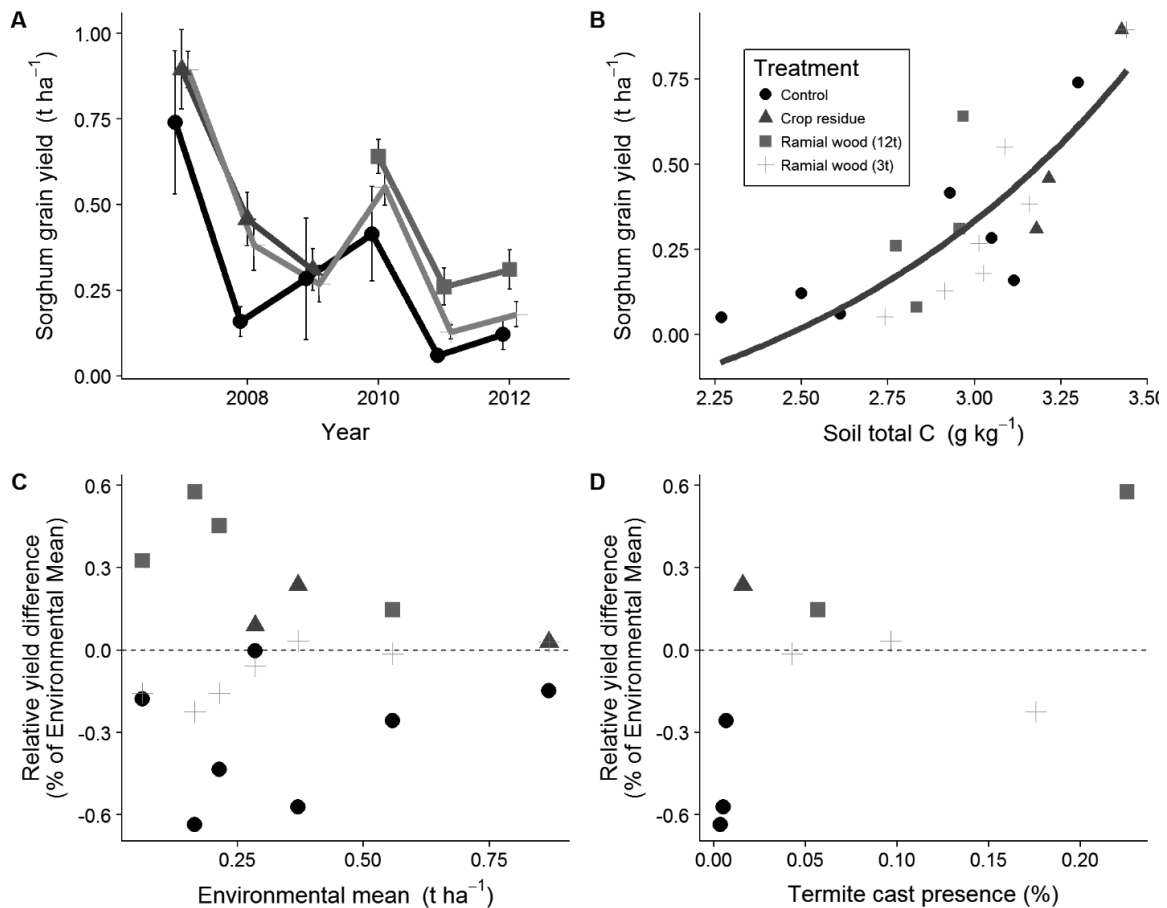 A
Sorghum grain yield (t ha⁻¹)
1.00
0.75
0.50
0.25
0.00
2008
2010
2012
Year
B
Sorghum grain yield (t ha⁻¹)
0.75
0.50
0.25
0.00
Treatment
Control
Crop residue
Ramial wood (12t)
Ramial wood (3t)
2.25
2.50
2.75
3.00
3.25
3.50
Soil total C (g kg⁻¹)
C
Relative yield difference
(% of Environmental Mean)
0.6
0.3
0.0
-0.3
-0.6
0.25
0.50
0.75
Environmental mean (t ha⁻¹)
D
Relative yield difference
(% of Environmental Mean)
0.6
0.3
0.0
-0.3
-0.6
0.00
0.05
0.10
0.15
0.20
Termite cast presence (%)